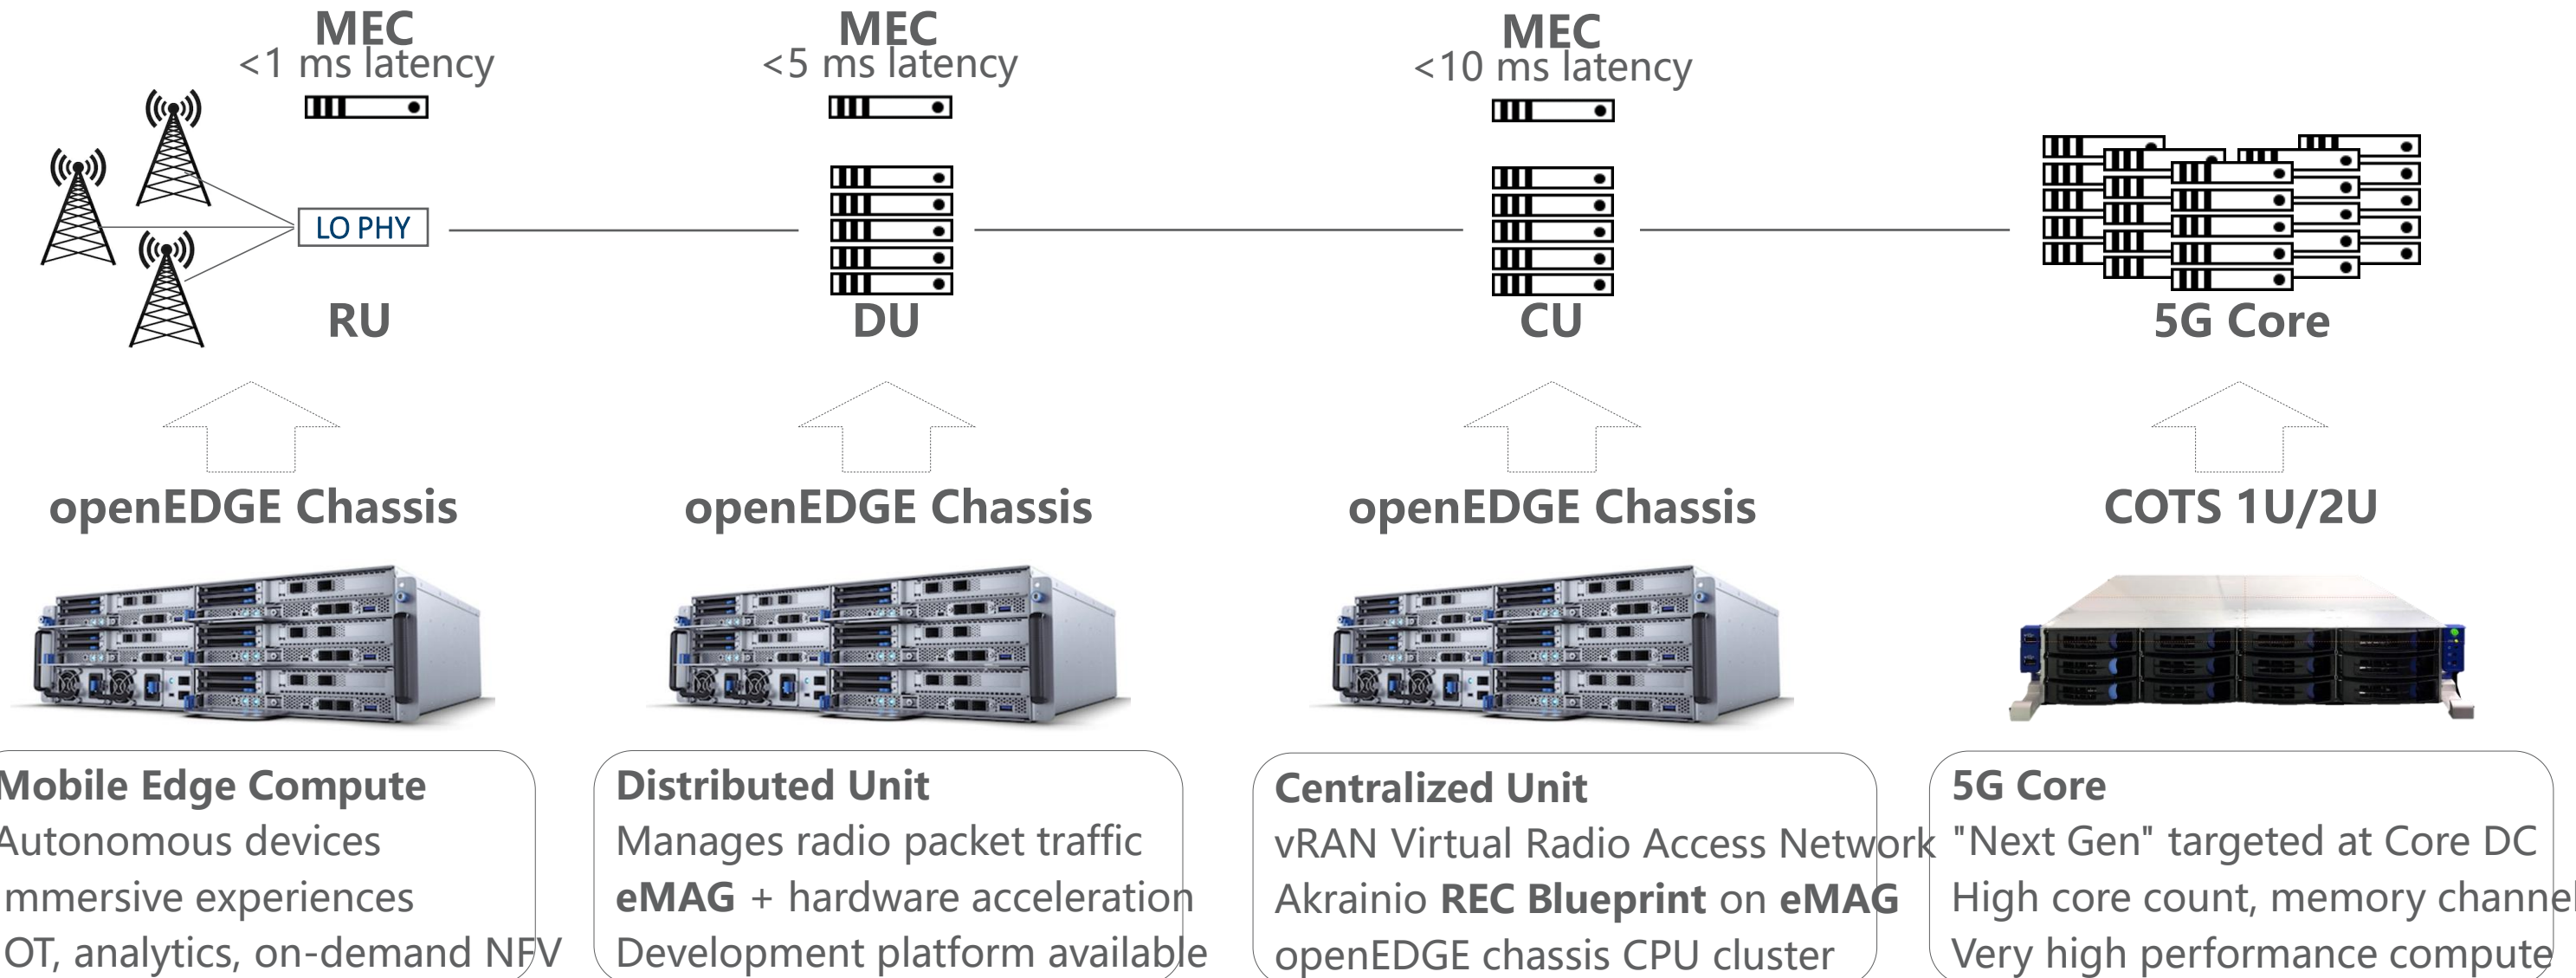 MEC
<1 ms latency
MEC
<5 ms latency
MEC
<10 ms latency
LO PHY
RU
DU
CU
5G Core
openEDGE Chassis
openEDGE Chassis
openEDGE Chassis
COTS 1U/2U
Mobile Edge Compute
Autonomous devices
mmersive experiences
OT, analytics, on-demand NFV
Distributed Unit
Manages radio packet traffic
eMAG + hardware acceleration
Development platform available
Centralized Unit
vRAN Virtual Radio Access Network
Akrainio REC Blueprint on eMAG
openEDGE chassis CPU cluster
5G Core
"Next Gen" targeted at Core DC
High core count, memory channel
Very high performance compute